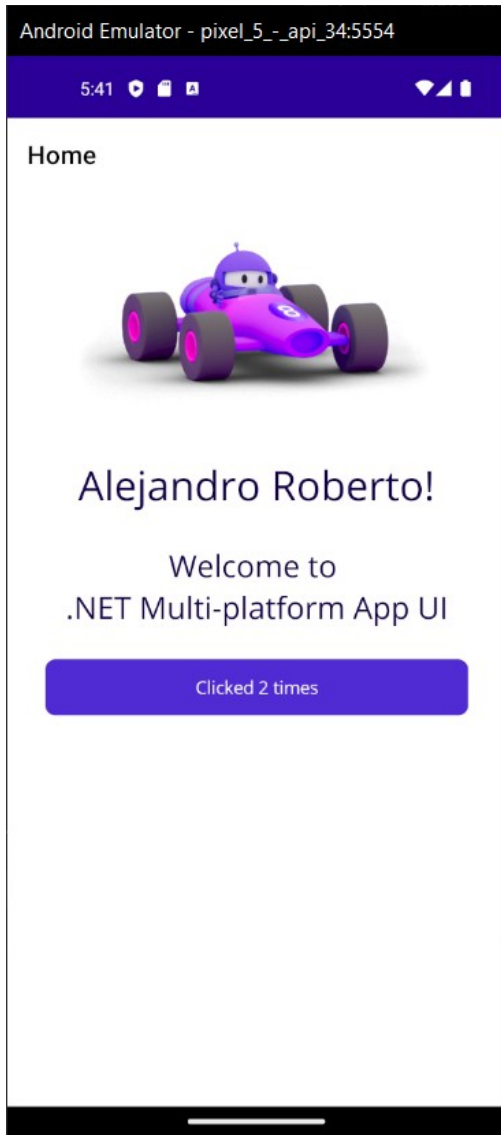 Android Emulator - pixel_5_-_api_34:5554
5:41
A
Home
8
Alejandro Roberto!
Welcome to
.NET Multi-platform App UI
Clicked 2 times